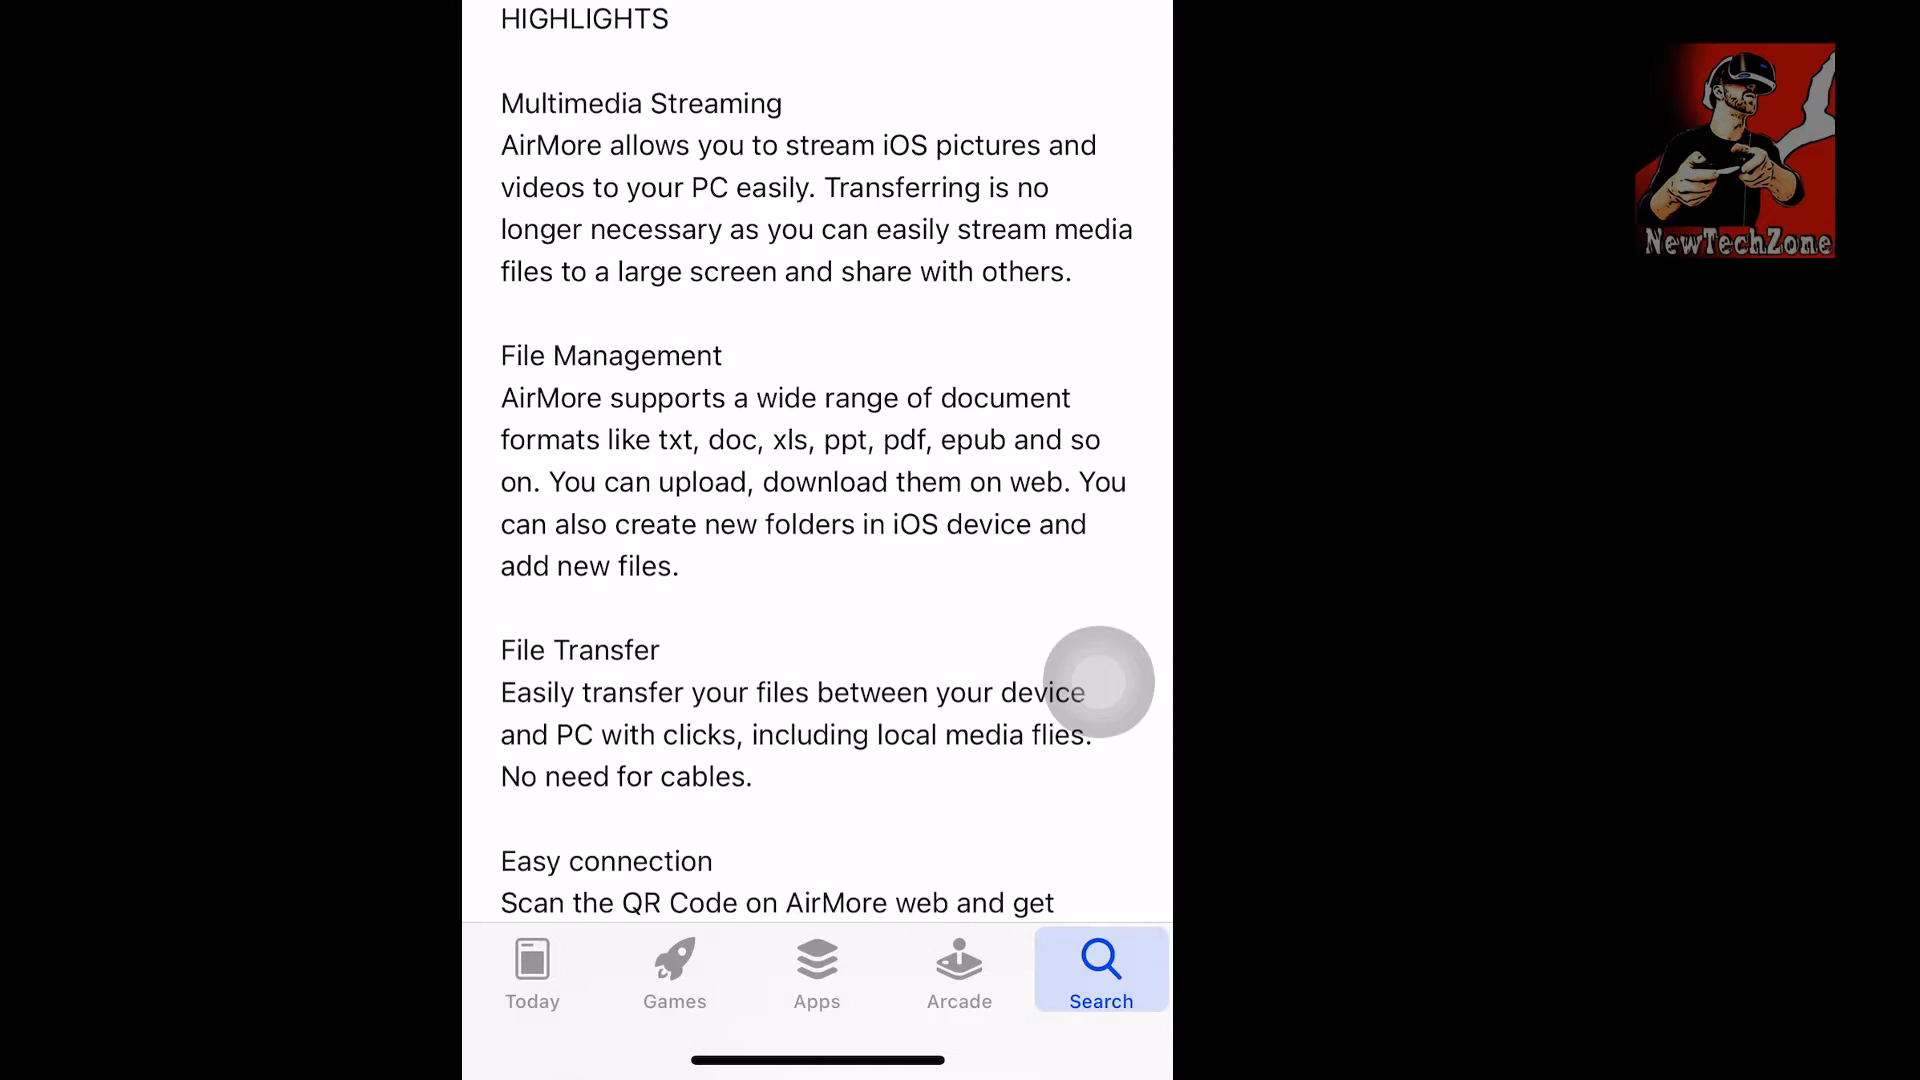 HIGHLIGHTS
Multimedia Streaming
AirMore allows you to stream iOS pictures and
videos to your PC easily. Transferring is no
longer necessary as you can easily stream media
files to a large screen and share with others.
File Management
AirMore supports a wide range of document
formats like txt, doc, xls, ppt, pdf, epub and so
on. You can upload, download them on web. You
can also create new folders in iOS device and
add new files.
File Transfer
Easily transfer your files between your device
and PC with clicks, including local media flies.
No need for cables.
Easy connection
Scan the QR Code on AirMore web and get
Today
Games
Apps
Arcade
Search
NewTechZone